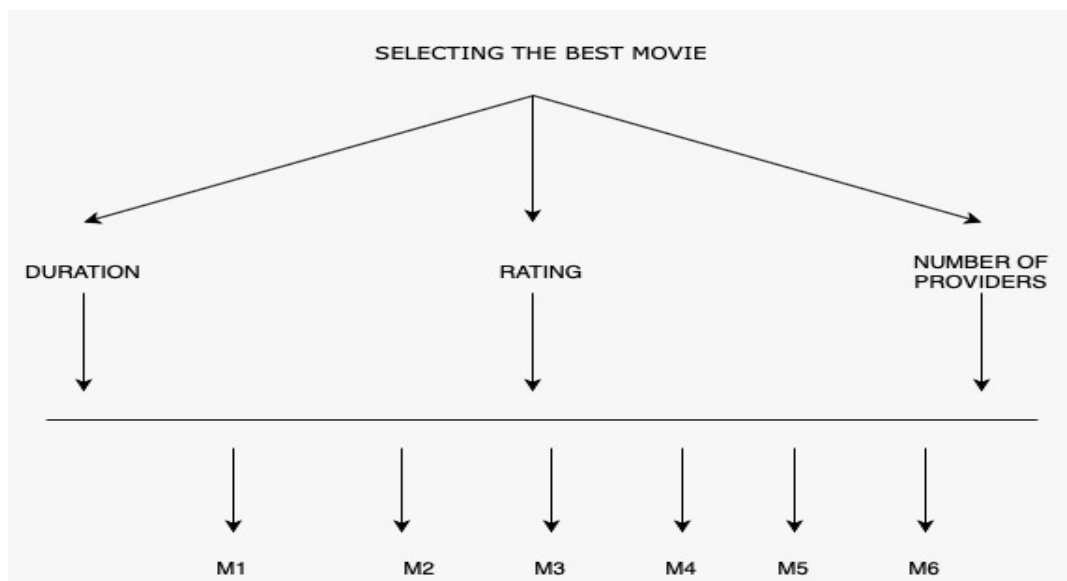 SELECTING THE BEST MOVIE
DURATION
RATING
NUMBER OF
PROVIDERS
M1
M2
M3
M4
M5
M6